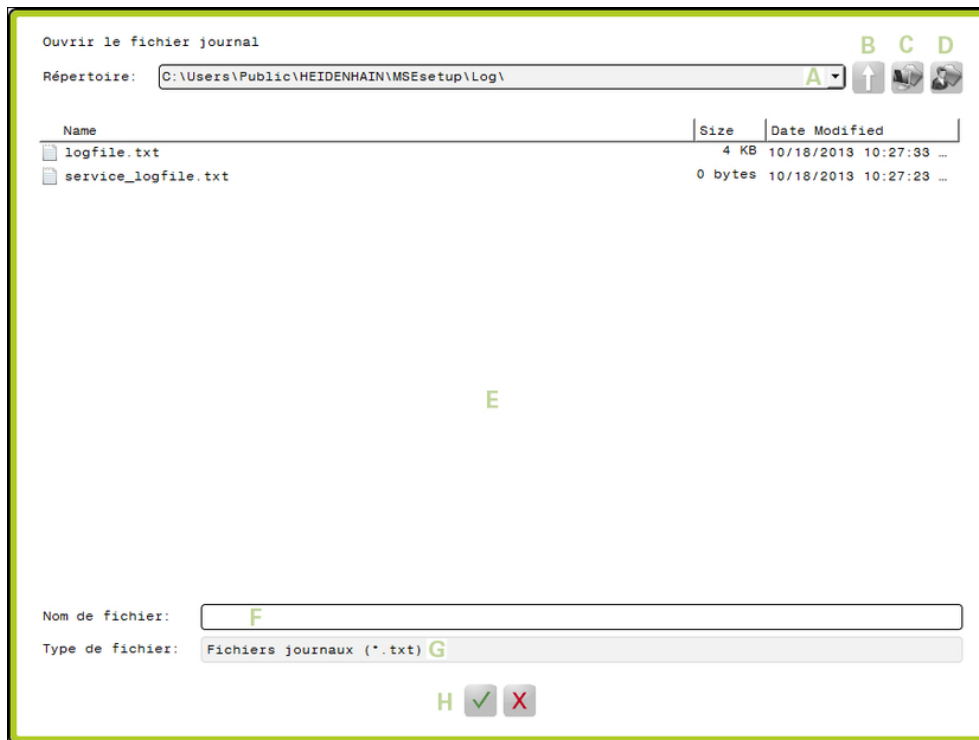 Ouvrir le fichier journal
B C D
Répertoire: C:\Users\Public\HEIDENHAIN\MSEsetup\Log\ A
Name Size Date Modified
logfile.txt 4 KB 10/18/2013 10:27:33 …
service_logfile.txt 0 bytes 10/18/2013 10:27:23 …
E
Nom de fichier: F
Type de fichier: Fichiers journaux (*.txt) G
H